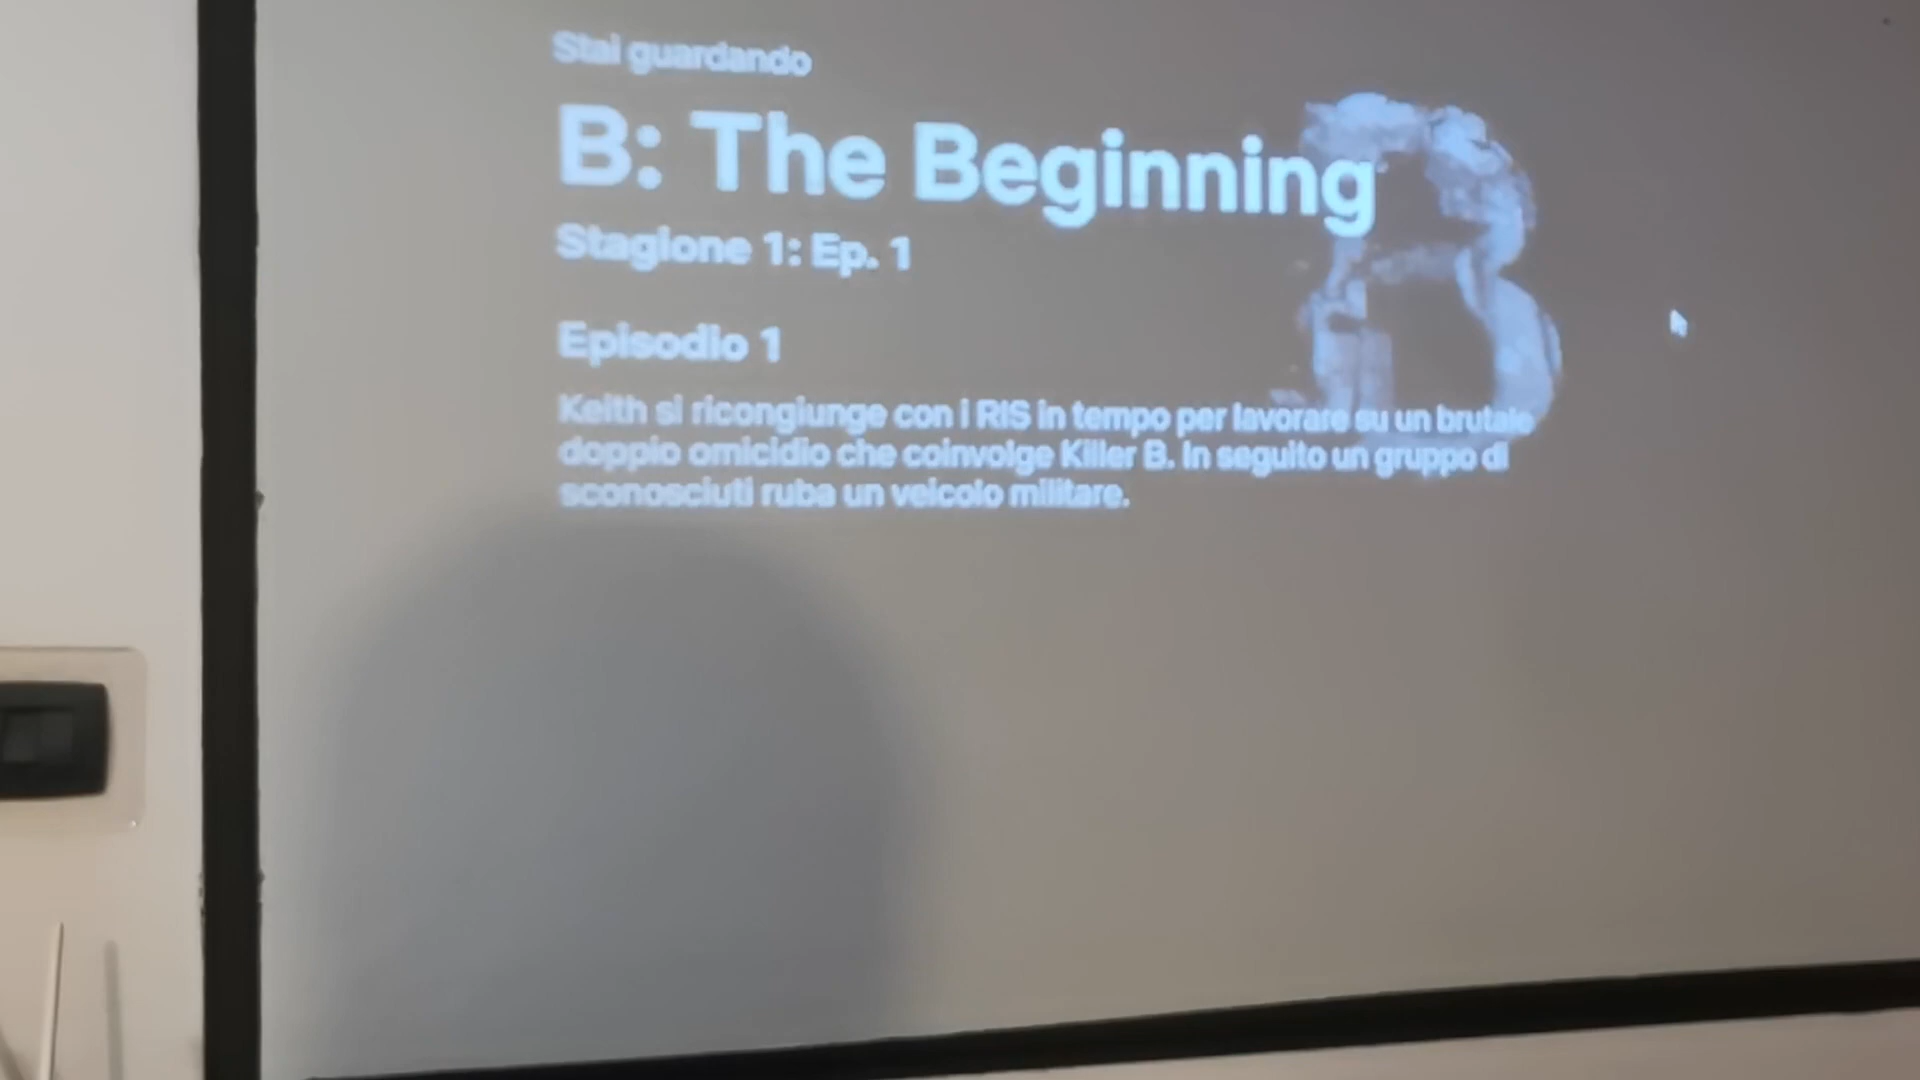 Stai guardando
B: The Beginning
Stagione 1: Ep. 1
Episodio 1
Keith si ricongiunge con i RIS in tempo per lavorare su un brutale
doppio omicidio che coinvolge Killer B. In seguito un gruppo di
sconosciuti ruba un veicolo militare.